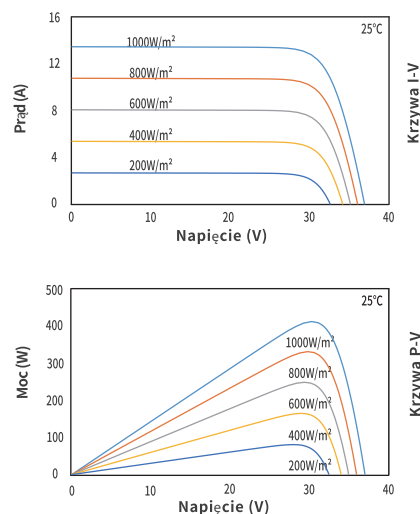 16
25°C
1000W/m²
12
800W/m²
600W/m²
8
400W/m²
4
200W/m²
0
0 10 20 30 40
Prąd (A)
Napięcie (V)
Krzywa I-V
500
25°C
400
1000W/m²
300
800W/m²
200
600W/m²
100
400W/m²
200W/m²
0
0 10 20 30 40
Moc (W)
Napięcie (V)
Krzywa P-V